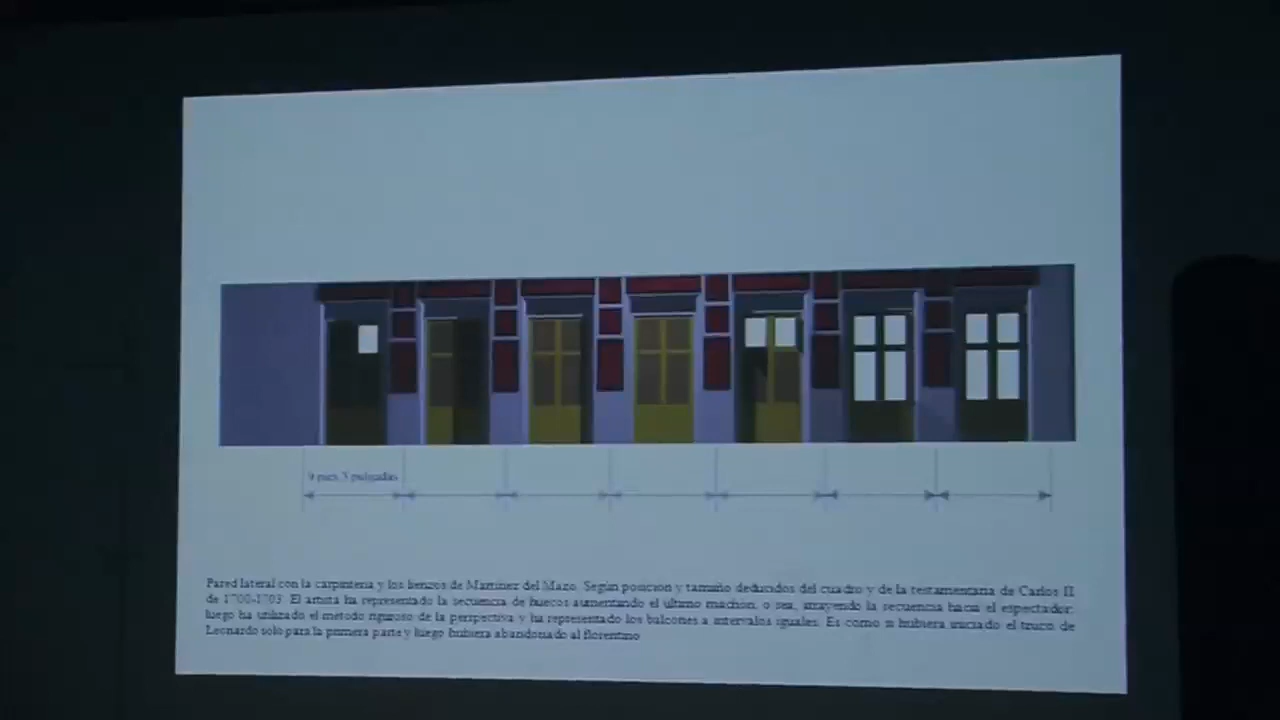 9 pies 3 pulgadas
Pared lateral con la carpintería y los lienzos de Martínez del Mazo. Según posición y tamaño deducidos del cuadro y de la testamentaría de Carlos II
de 1700-1703. El artista ha representado la secuencia de huecos aumentando el último machón, o sea, atrayendo la secuencia hacia el espectador;
luego ha utilizado el método riguroso de la perspectiva y ha representado los balcones a intervalos iguales. Es como si hubiera iniciado el truco de
Leonardo solo para la primera parte y luego hubiera abandonado al florentino